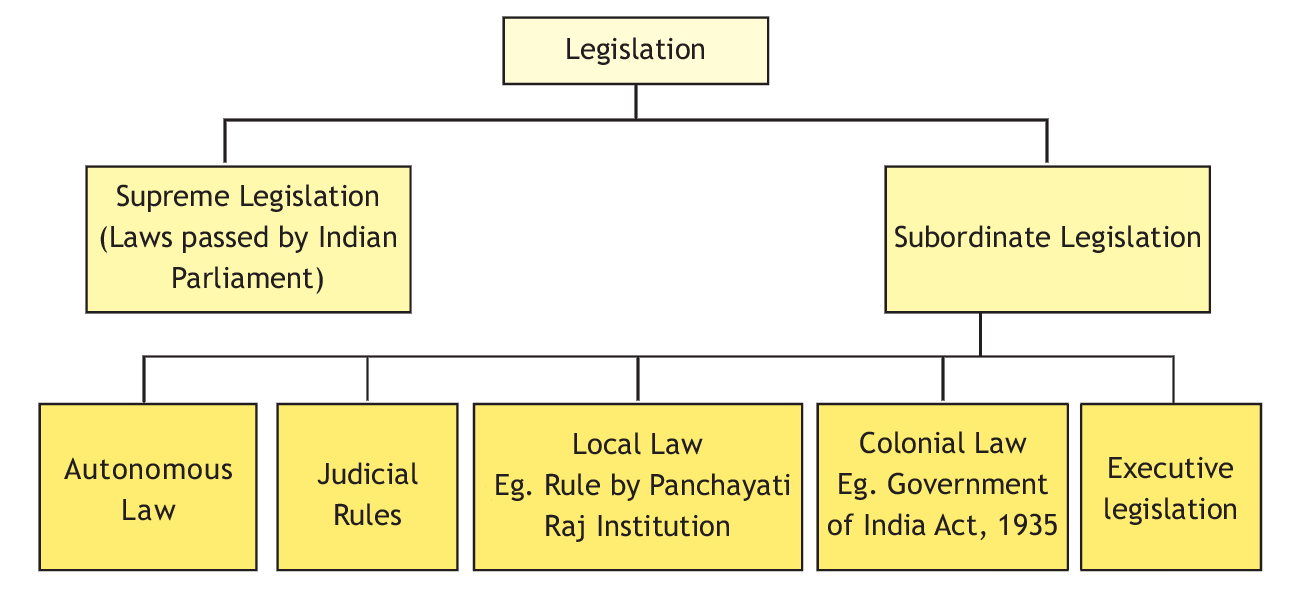 Legislation
Supreme Legislation
(Laws passed by Indian
Parliament)
Subordinate Legislation
Autonomous
Law
Judicial
Rules
Local Law
Eg. Rule by Panchayati
Raj Institution
Colonial Law
Eg. Government
of India Act, 1935
Executive
legislation